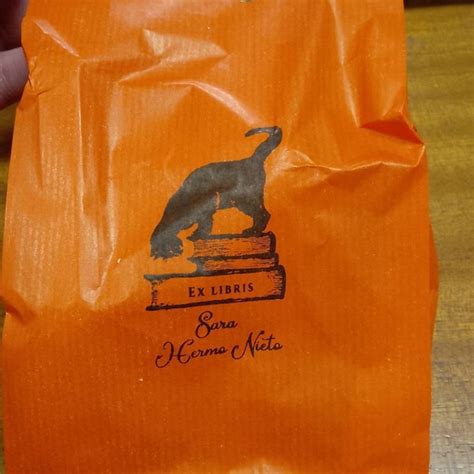 EX LIBRIS
Sara
Hermo Nieto